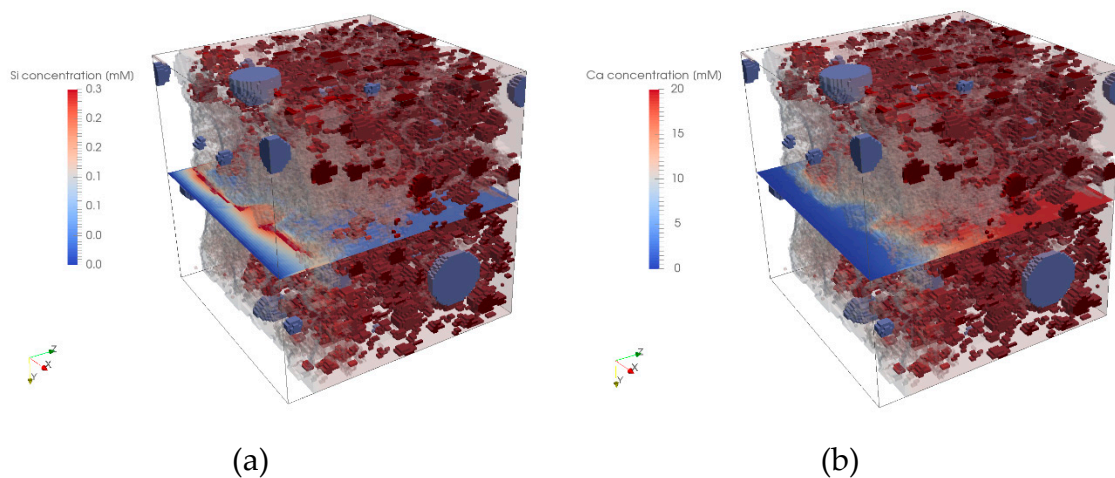 Si concentration (mM)
0.3
0.2
0.2
0.1
0.1
0.0
0.0
Z
X
Y
(a)
Ca concentration (mM)
20
15
10
5
0
Z
X
Y
(b)